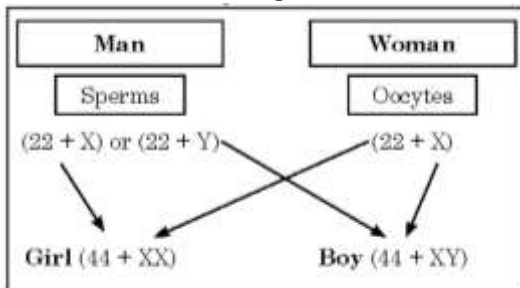 Man
Woman
Sperms
Oocytes
(22 + X) or (22 + Y)
(22 + X)
Girl (44 + XX)
Boy (44 + XY)